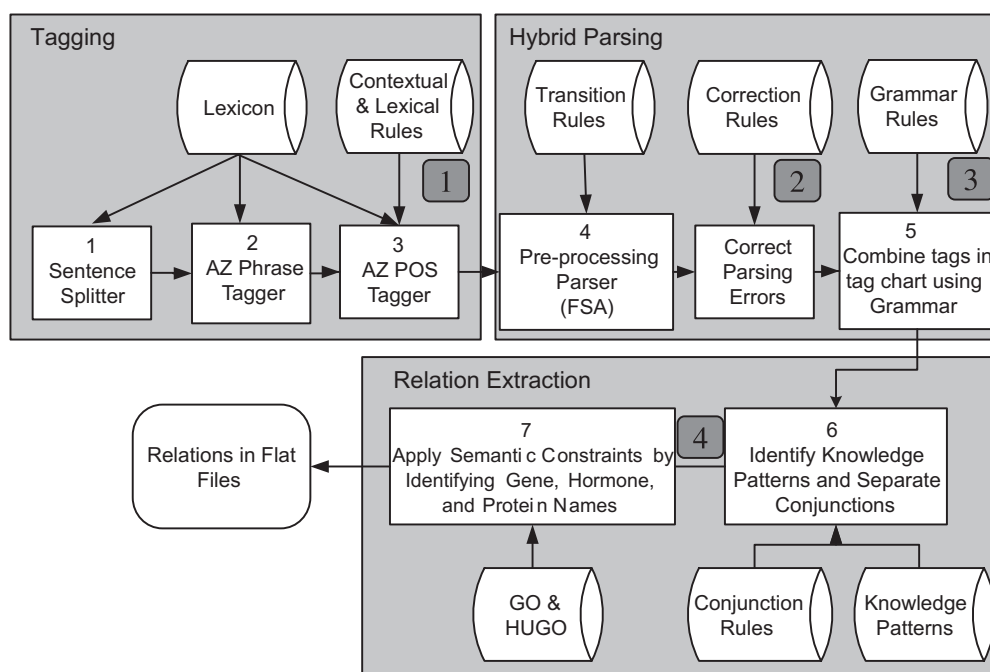 Tagging
Lexicon
Contextual
& Lexical
Rules
1
1
Sentence
Splitter
2
AZ Phrase
Tagger
3
AZ POS
Tagger
Hybrid Parsing
Transition
Rules
Correction
Rules
Grammar
Rules
2
3
4
Pre-processing
Parser
(FSA)
Correct
Parsing
Errors
5
Combine tags in
tag chart using
Grammar
Relation Extraction
Relations in Flat
Files
7
Apply Semantic Constraints by
Identifying Gene, Hormone,
and Protein Names
4
6
Identify Knowledge
Patterns and Separate
Conjunctions
GO &
HUGO
Conjunction
Rules
Knowledge
Patterns